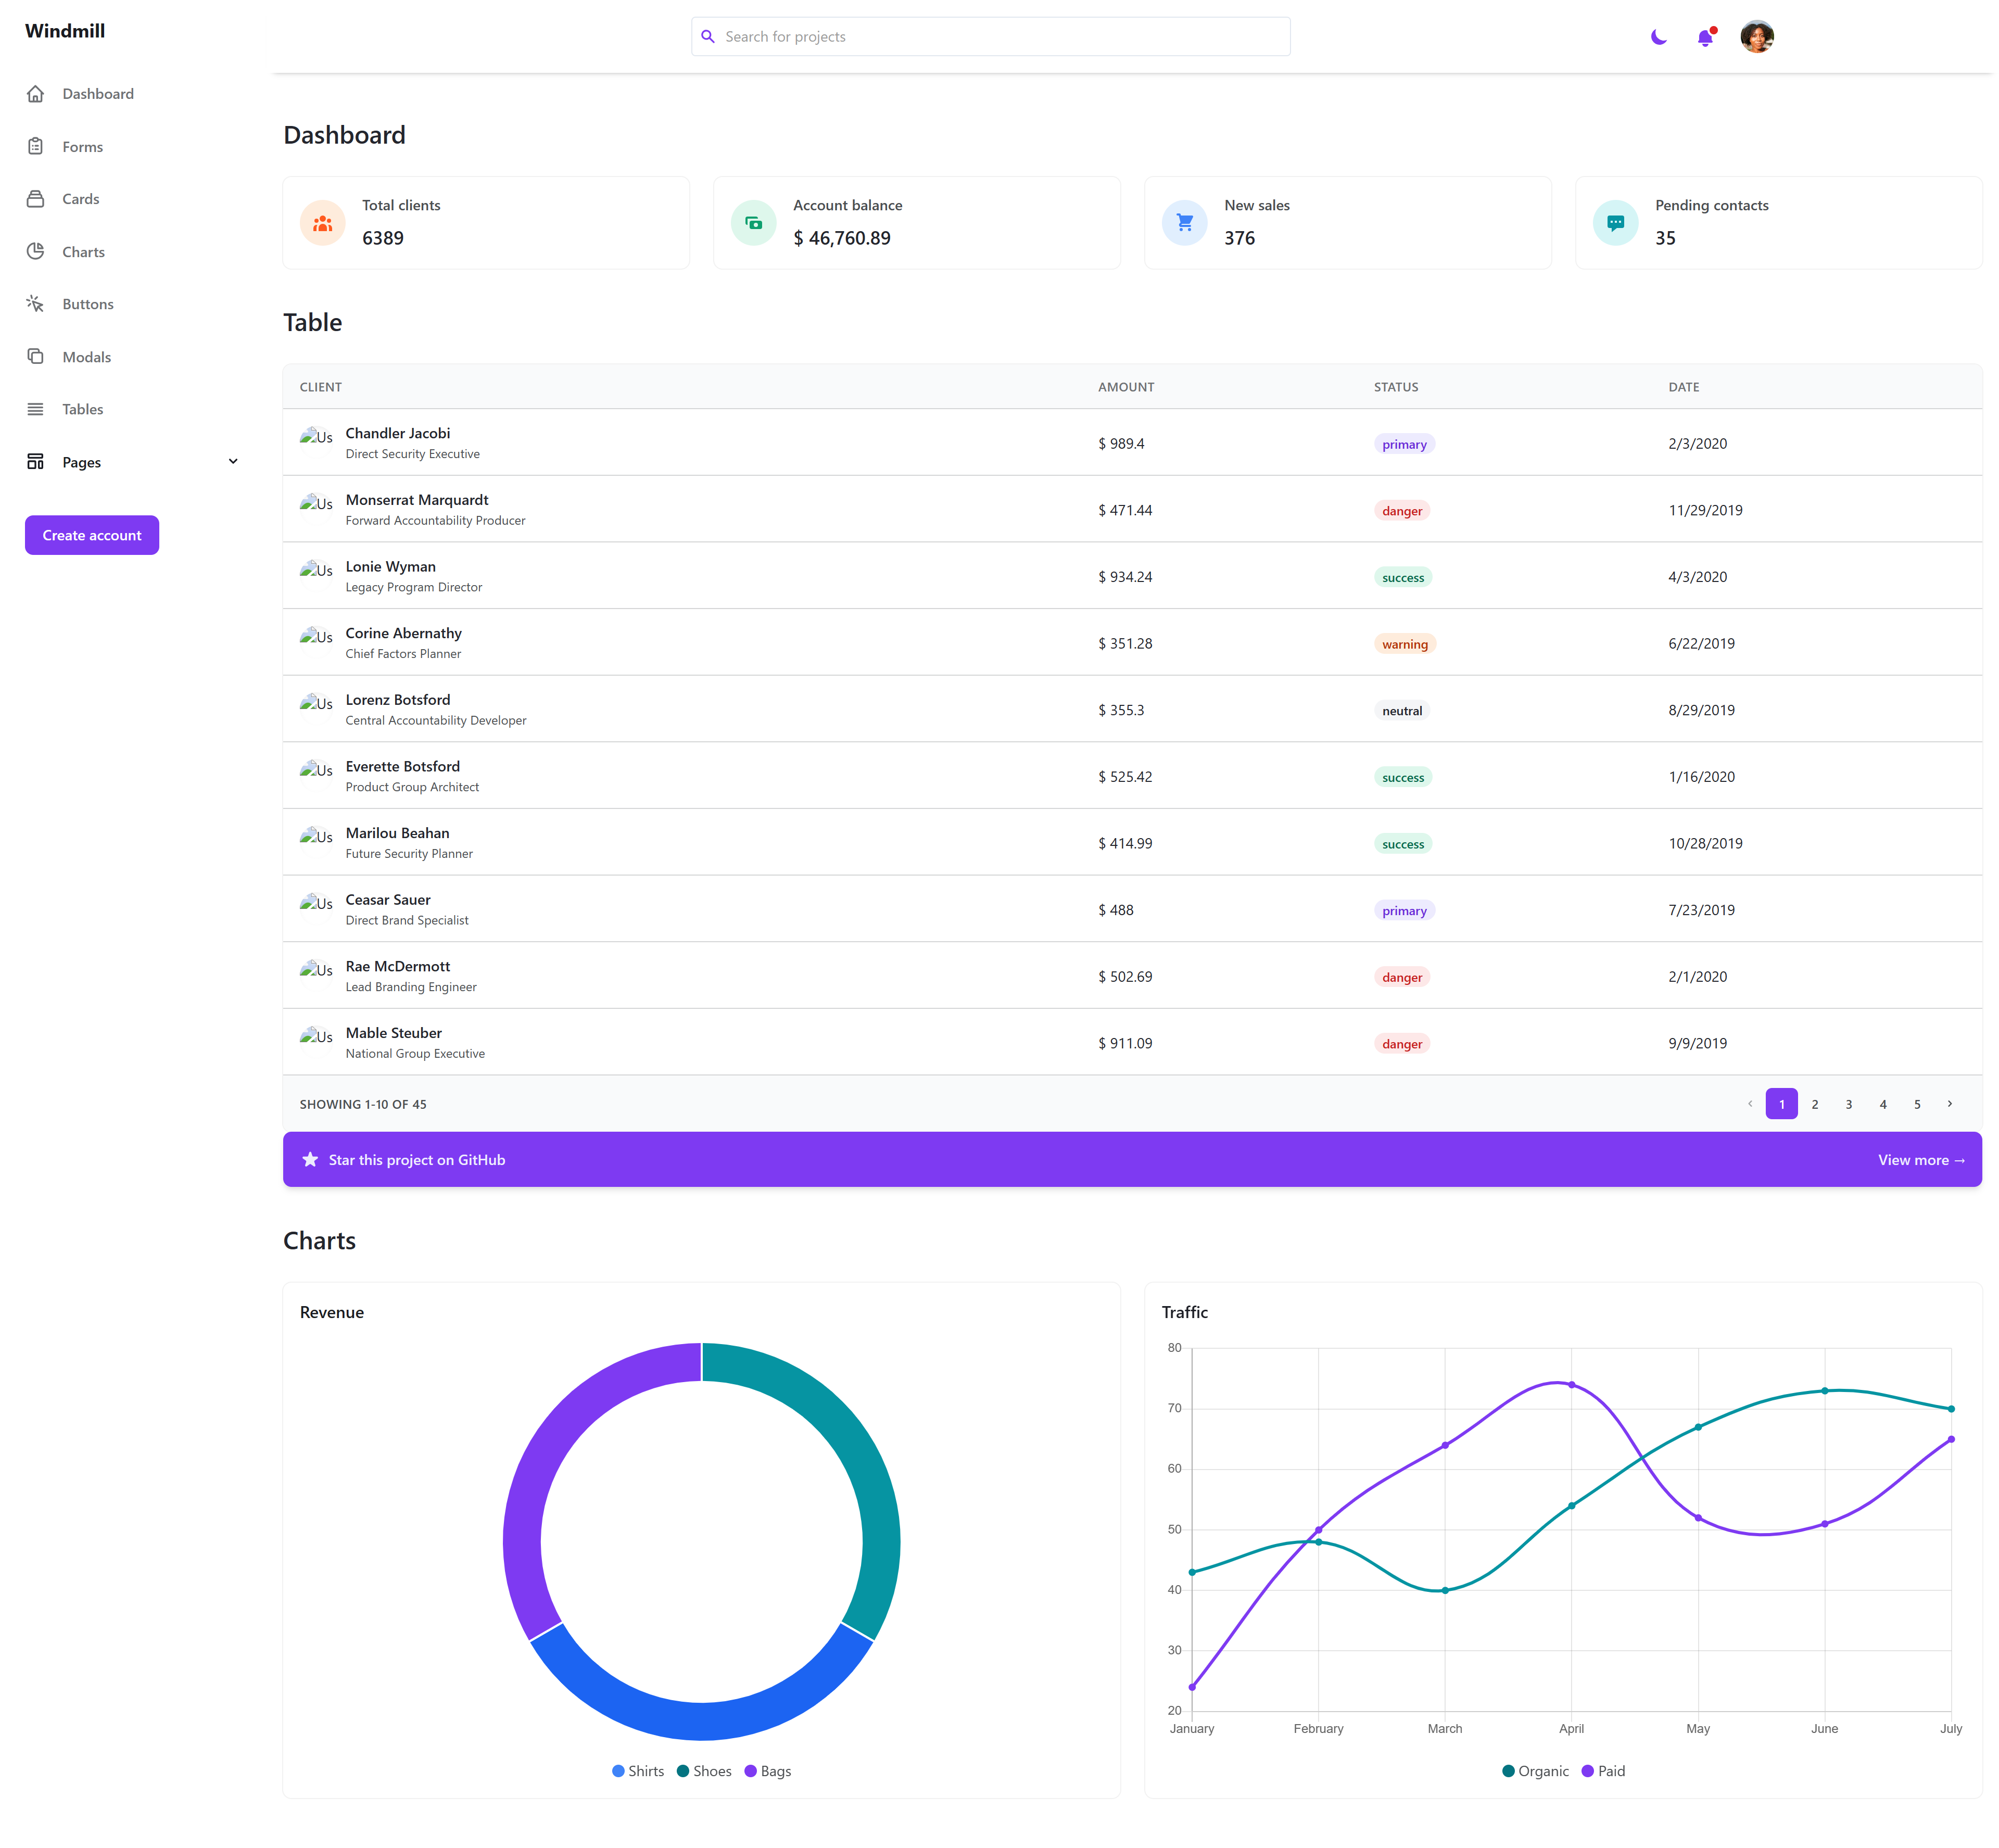 Windmill
Search for projects
Dashboard
Forms
Cards
Charts
Buttons
Modals
Tables
Pages
Create account
Dashboard
Total clients
6389
Account balance
$ 46,760.89
New sales
376
Pending contacts
35
Table
CLIENT AMOUNT STATUS DATE
Us Chandler Jacobi
Direct Security Executive
$ 989.4 primary 2/3/2020
Us Monserrat Marquardt
Forward Accountability Producer
$ 471.44 danger 11/29/2019
Us Lonie Wyman
Legacy Program Director
$ 934.24 success 4/3/2020
Us Corine Abernathy
Chief Factors Planner
$ 351.28 warning 6/22/2019
Us Lorenz Botsford
Central Accountability Developer
$ 355.3 neutral 8/29/2019
Us Everette Botsford
Product Group Architect
$ 525.42 success 1/16/2020
Us Marilou Beahan
Future Security Planner
$ 414.99 success 10/28/2019
Us Ceasar Sauer
Direct Brand Specialist
$ 488 primary 7/23/2019
Us Rae McDermott
Lead Branding Engineer
$ 502.69 danger 2/1/2020
Us Mable Steuber
National Group Executive
$ 911.09 danger 9/9/2019
SHOWING 1-10 OF 45 1 2 3 4 5
Star this project on GitHub View more →
Charts
Revenue
Shirts Shoes Bags
Traffic
80
70
60
50
40
30
20
January February March April May June July
Organic Paid